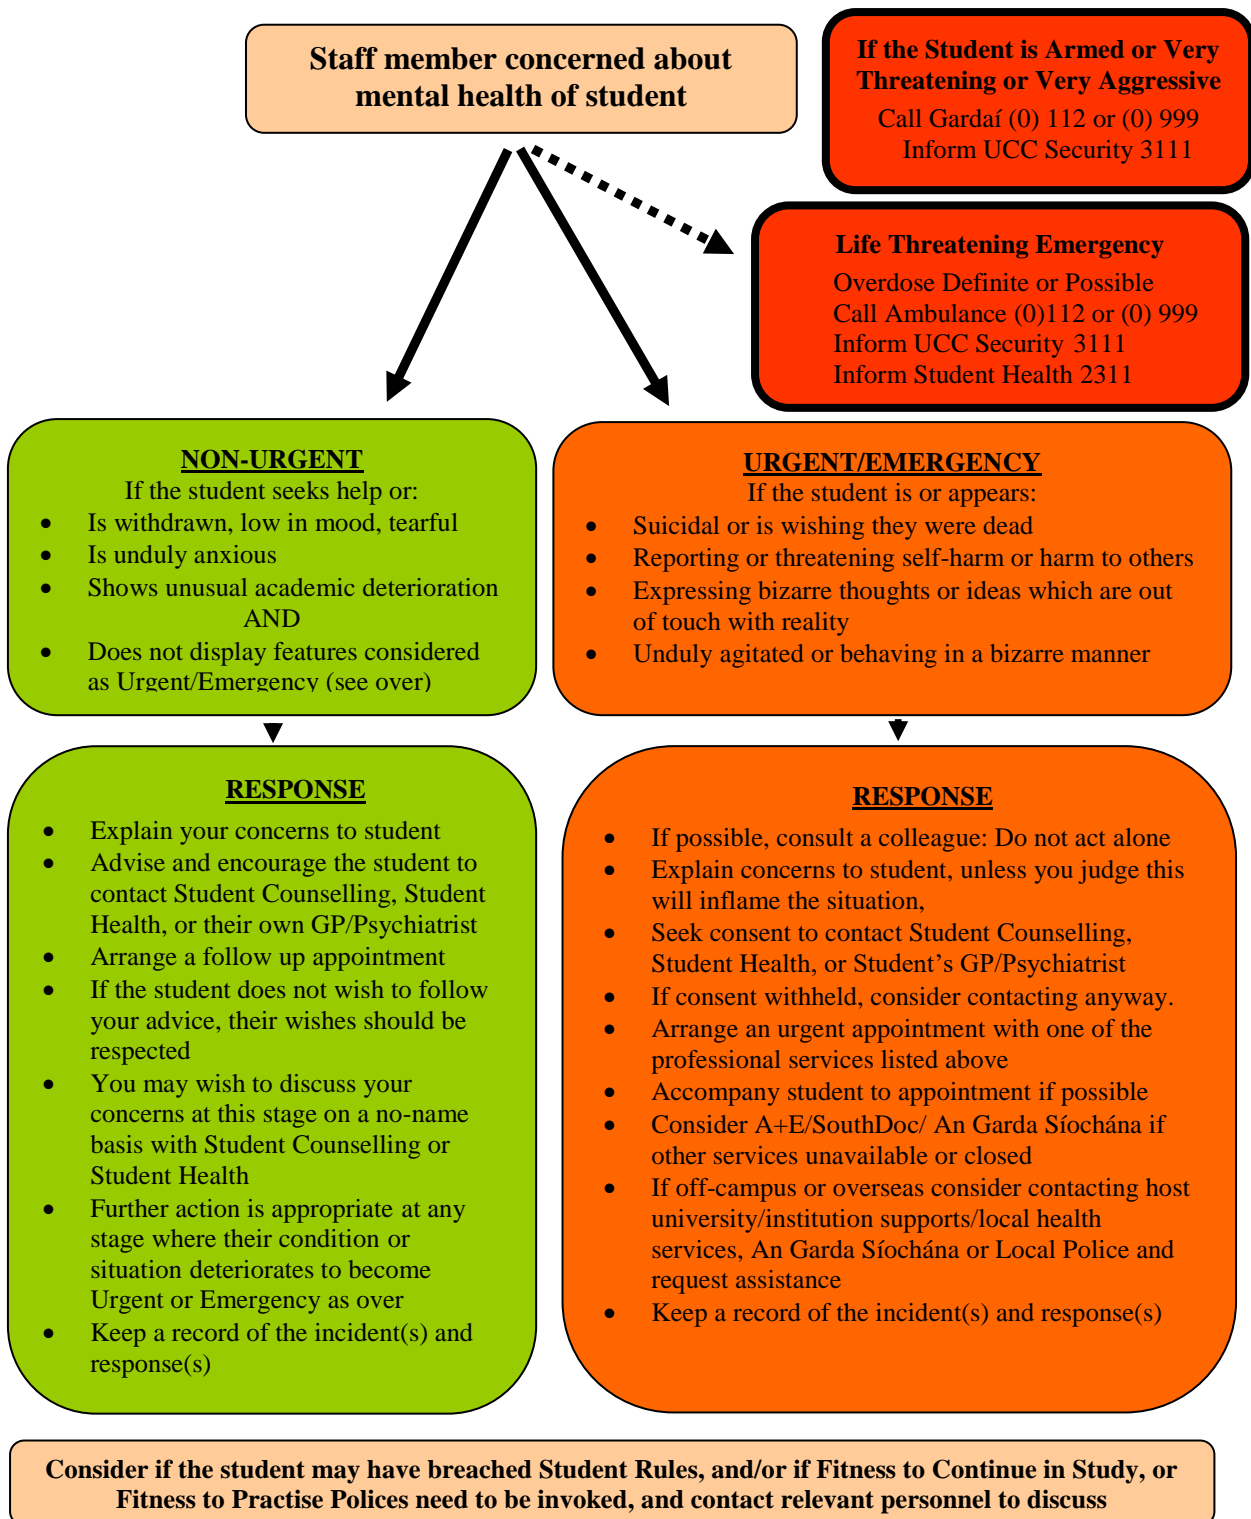 Staff member concerned about
mental health of student
If the Student is Armed or Very
Threatening or Very Aggressive
Call Gardaí (0) 112 or (0) 999
Inform UCC Security 3111
Life Threatening Emergency
Overdose Definite or Possible
Call Ambulance (0)112 or (0) 999
Inform UCC Security 3111
Inform Student Health 2311
NON-URGENT
If the student seeks help or:
• Is withdrawn, low in mood, tearful
• Is unduly anxious
• Shows unusual academic deterioration
AND
• Does not display features considered
as Urgent/Emergency (see over)
URGENT/EMERGENCY
If the student is or appears:
• Suicidal or is wishing they were dead
• Reporting or threatening self-harm or harm to others
• Expressing bizarre thoughts or ideas which are out
of touch with reality
• Unduly agitated or behaving in a bizarre manner
RESPONSE
• Explain your concerns to student
• Advise and encourage the student to
contact Student Counselling, Student
Health, or their own GP/Psychiatrist
• Arrange a follow up appointment
• If the student does not wish to follow
your advice, their wishes should be
respected
• You may wish to discuss your
concerns at this stage on a no-name
basis with Student Counselling or
Student Health
• Further action is appropriate at any
stage where their condition or
situation deteriorates to become
Urgent or Emergency as over
• Keep a record of the incident(s) and
response(s)
RESPONSE
• If possible, consult a colleague: Do not act alone
• Explain concerns to student, unless you judge this
will inflame the situation,
• Seek consent to contact Student Counselling,
Student Health, or Student’s GP/Psychiatrist
• If consent withheld, consider contacting anyway.
• Arrange an urgent appointment with one of the
professional services listed above
• Accompany student to appointment if possible
• Consider A+E/SouthDoc/ An Garda Síochána if
other services unavailable or closed
• If off-campus or overseas consider contacting host
university/institution supports/local health
services, An Garda Síochána or Local Police and
request assistance
• Keep a record of the incident(s) and response(s)
Consider if the student may have breached Student Rules, and/or if Fitness to Continue in Study, or
Fitness to Practise Polices need to be invoked, and contact relevant personnel to discuss